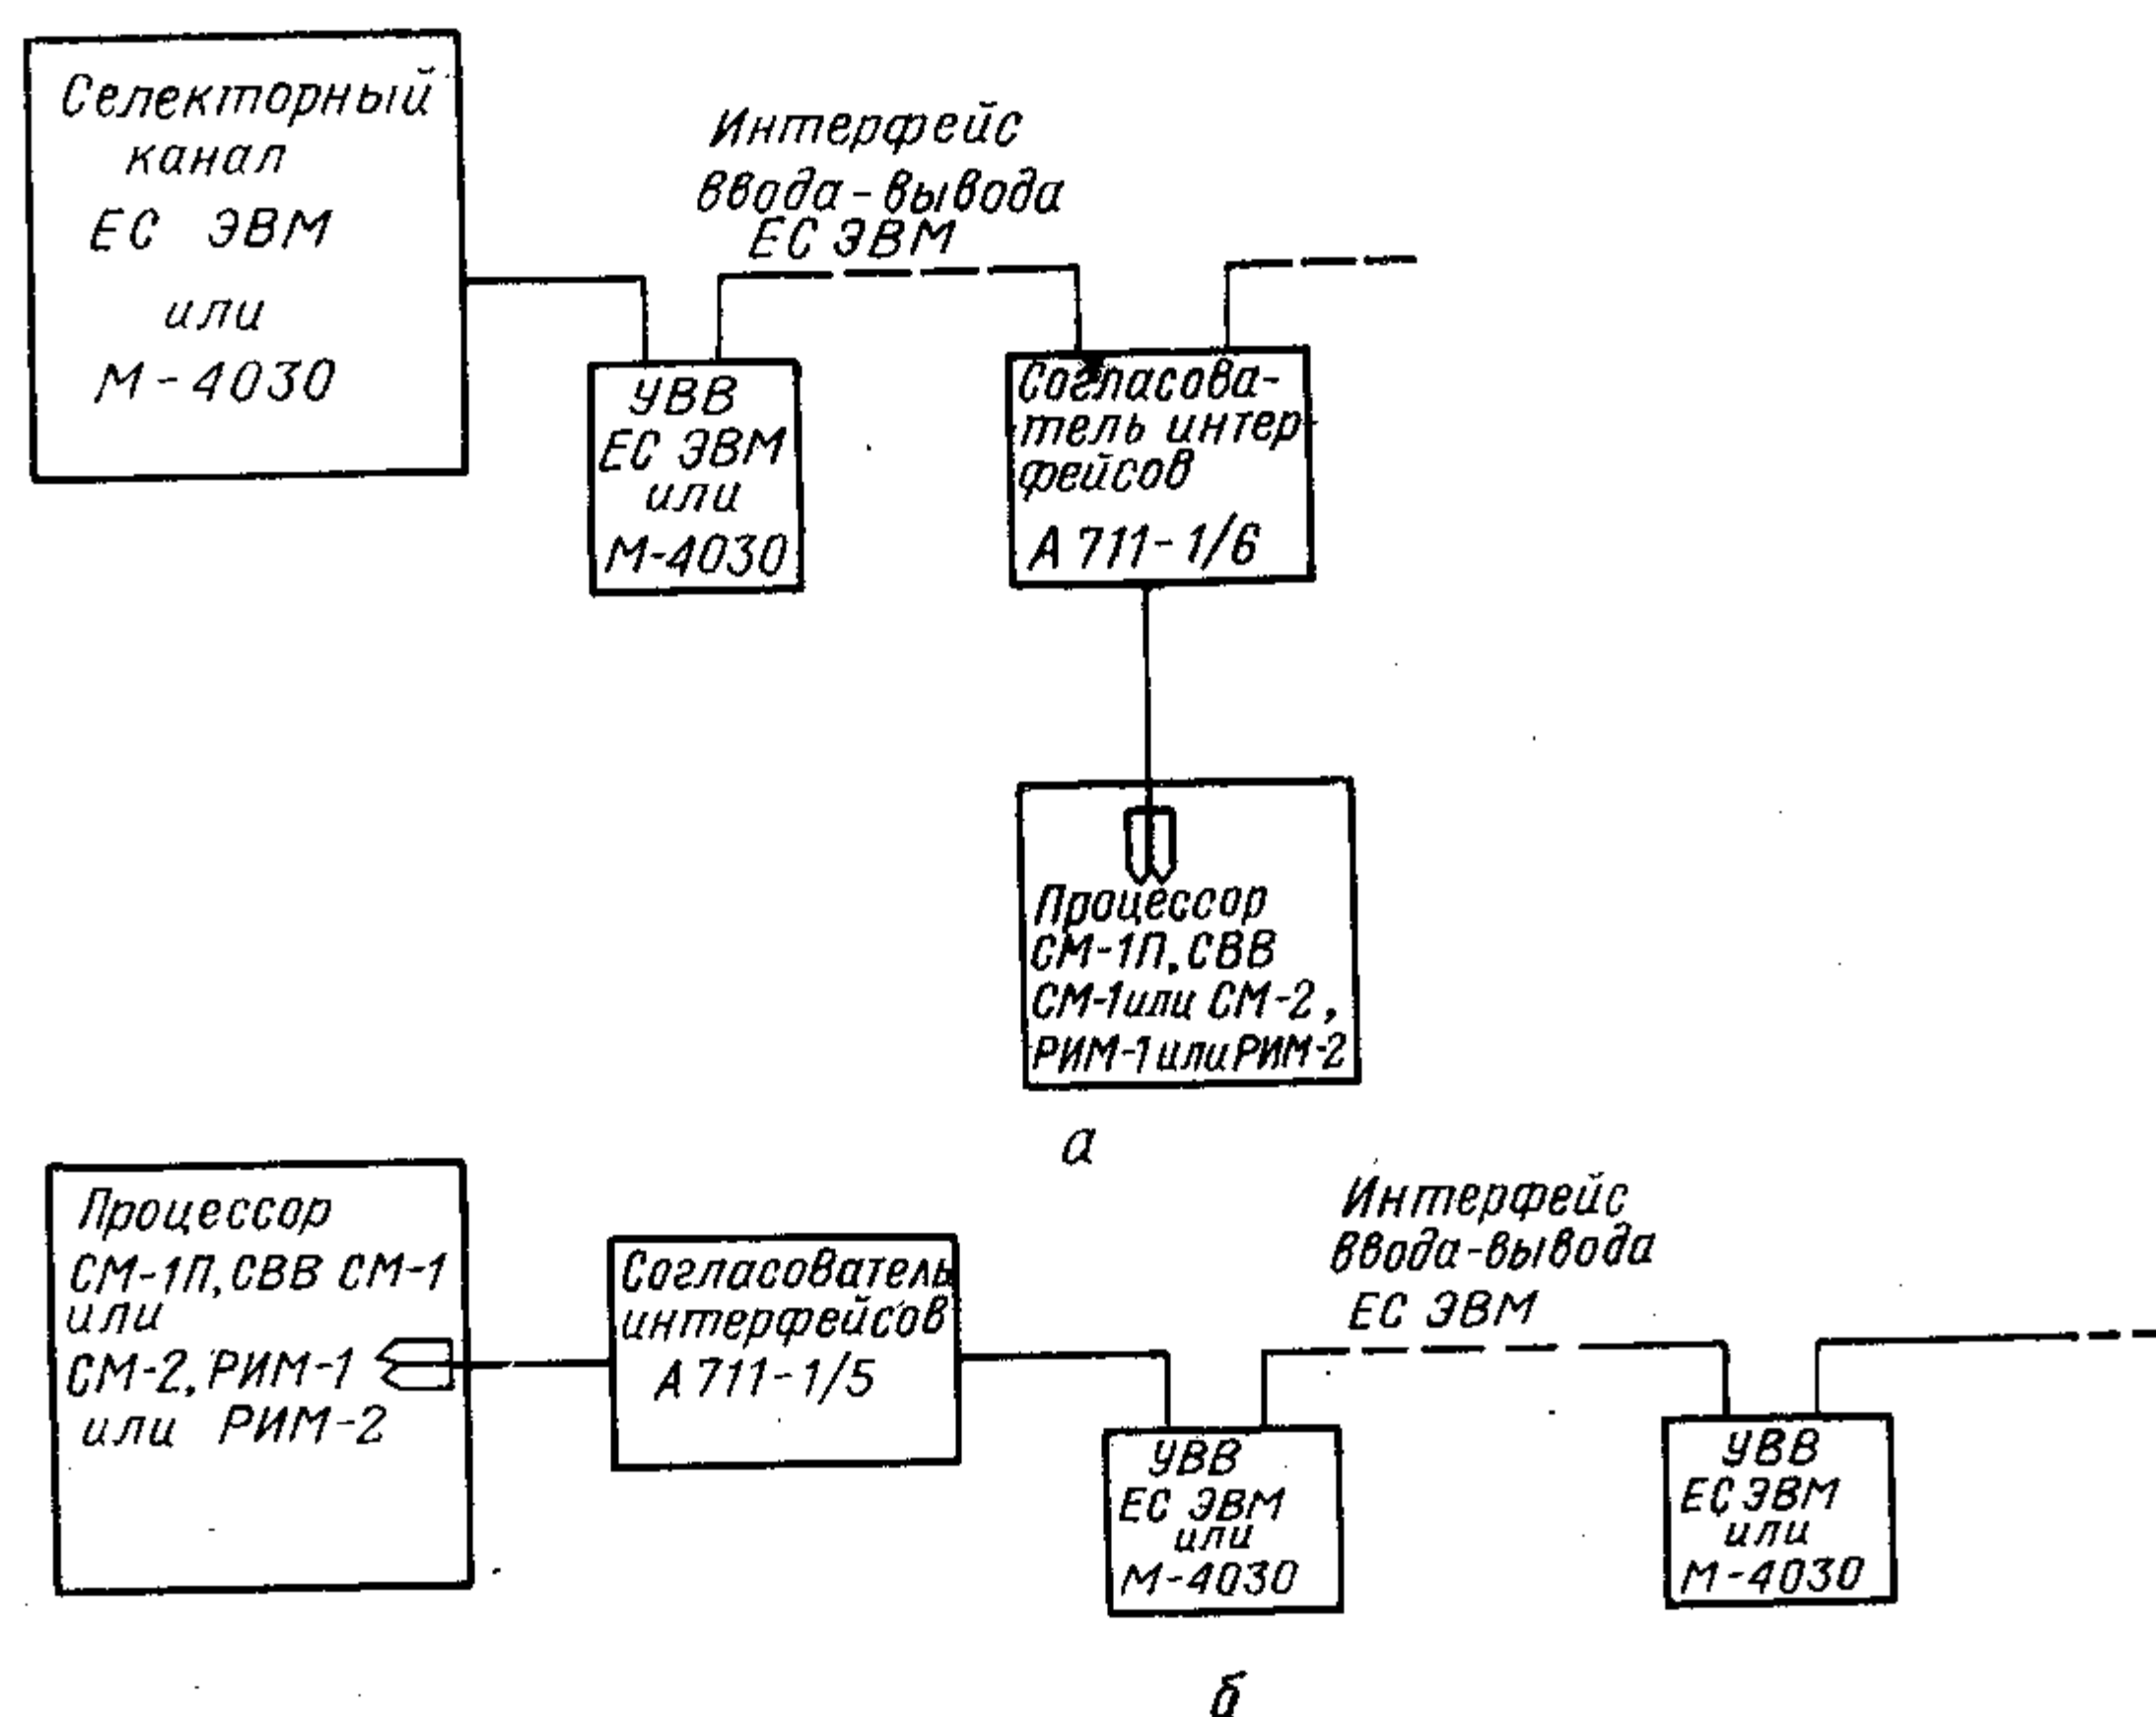 Селекторный
канал
ЕС ЭВМ
или
М-4030
Интерфейс
ввода-вывода
ЕС ЭВМ
УВВ
ЕС ЭВМ
или
М-4030
Согласова-
тель интер-
фейсов
А 711-1/6
Процессор
СМ-1П, СВВ
СМ-1 или СМ-2,
РИМ-1 или РИМ-2
а
Процессор
СМ-1П, СВВ СМ-1
или
СМ-2, РИМ-1
или РИМ-2
Согласователь
интерфейсов
А 711-1/5
Интерфейс
ввода-вывода
ЕС ЭВМ
УВВ
ЕС ЭВМ
или
М-4030
УВВ
ЕС ЭВМ
или
М-4030
б